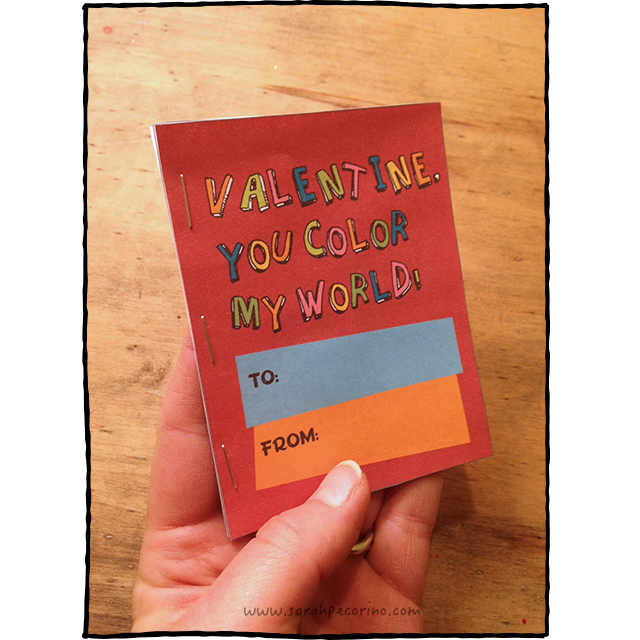 VALENTINE,
YOU COLOR
MY WORLD!
TO:
FROM:
www.sarahpecorino.com